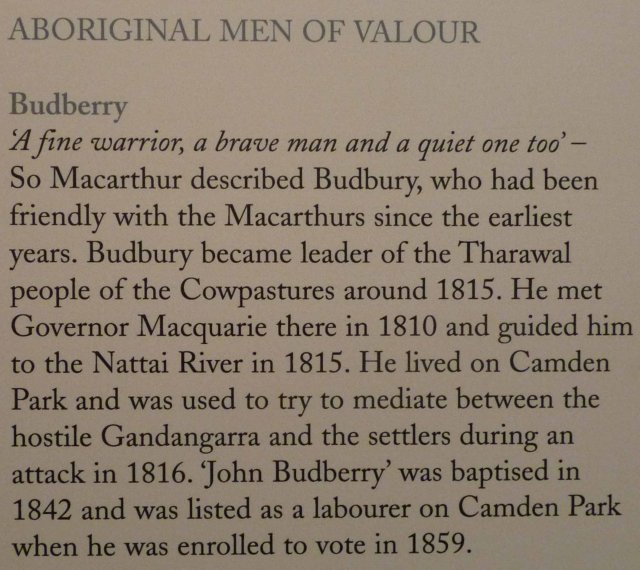 ABORIGINAL MEN OF VALOUR
Budberry
‘A fine warrior, a brave man and a quiet one too’ –
So Macarthur described Budbury, who had been
friendly with the Macarthurs since the earliest
years. Budbury became leader of the Tharawal
people of the Cowpastures around 1815. He met
Governor Macquarie there in 1810 and guided him
to the Nattai River in 1815. He lived on Camden
Park and was used to try to mediate between the
hostile Gandangarra and the settlers during an
attack in 1816. ‘John Budberry’ was baptised in
1842 and was listed as a labourer on Camden Park
when he was enrolled to vote in 1859.